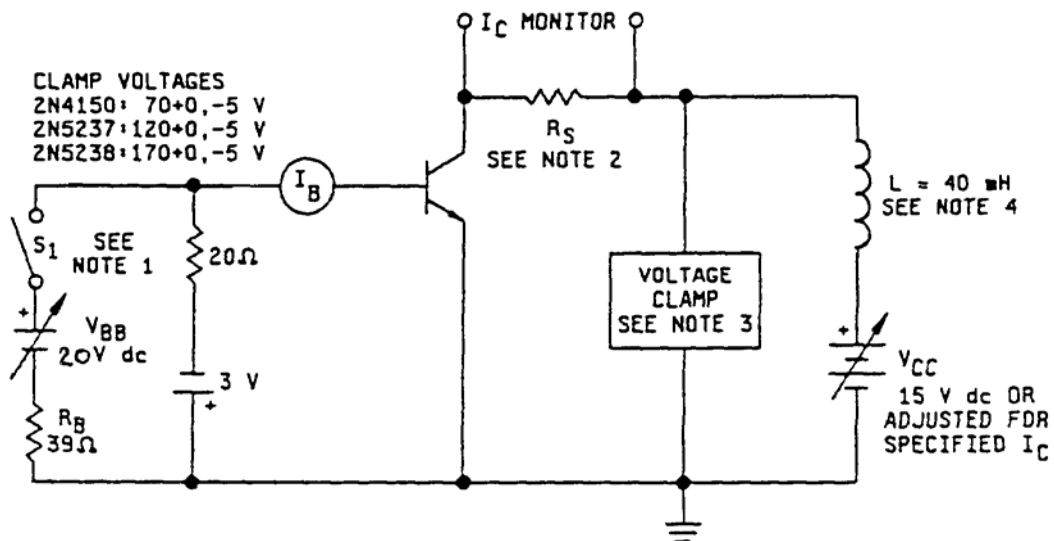 I_C MONITOR
CLAMP VOLTAGES
2N4150: 70+0,-5 V
2N5237:120+0,-5 V
2N5238:170+0,-5 V
R_S
SEE NOTE 2
I_B
L = 40 mH
SEE NOTE 4
S_1
SEE
NOTE 1
20Ω
VOLTAGE
CLAMP
SEE NOTE 3
+
V_BB
20V dc
3 V
+
+
V_CC
15 V dc OR
ADJUSTED FOR
SPECIFIED I_C
R_B
39Ω